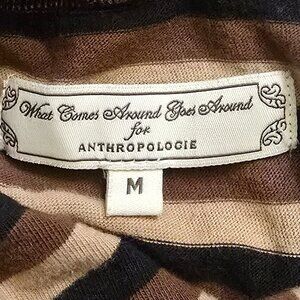 What Comes Around Goes Around
for
ANTHROPOLOGIE
M